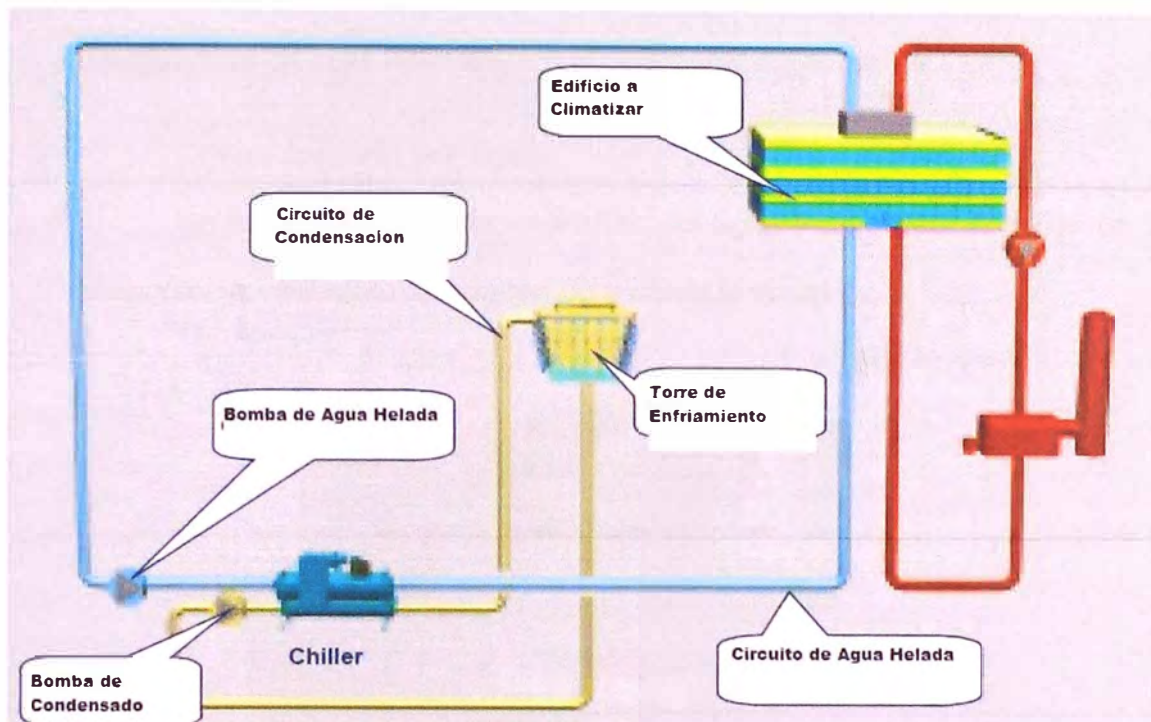 Edificio a
Climatizar
Circuito de
Condensacion
Torre de
Enfriamiento
Bomba de Agua Helada
Chiller
Circuito de Agua Helada
Bomba de
Condensado